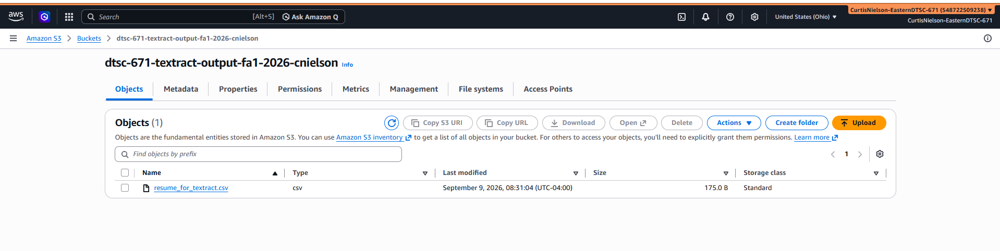 aws
Search [Alt+S] Ask Amazon Q
United States (Ohio)
CurtisNielson-EasternDTSC-671 (548722509238)
CurtisNielson-EasternDTSC-671
Amazon S3 > Buckets > dtsc-671-textract-output-fa1-2026-cnielson
dtsc-671-textract-output-fa1-2026-cnielson Info
Objects Metadata Properties Permissions Metrics Management File systems Access Points
Objects (1) Copy S3 URI Copy URL Download Open Delete Actions Create folder Upload
Objects are the fundamental entities stored in Amazon S3. You can use Amazon S3 inventory to get a list of all objects in your bucket. For others to access your objects, you'll need to explicitly grant them permissions. Learn more
Find objects by prefix 1
Name Type Last modified Size Storage class
resume_for_textract.csv csv September 9, 2026, 08:31:04 (UTC-04:00) 175.0 B Standard